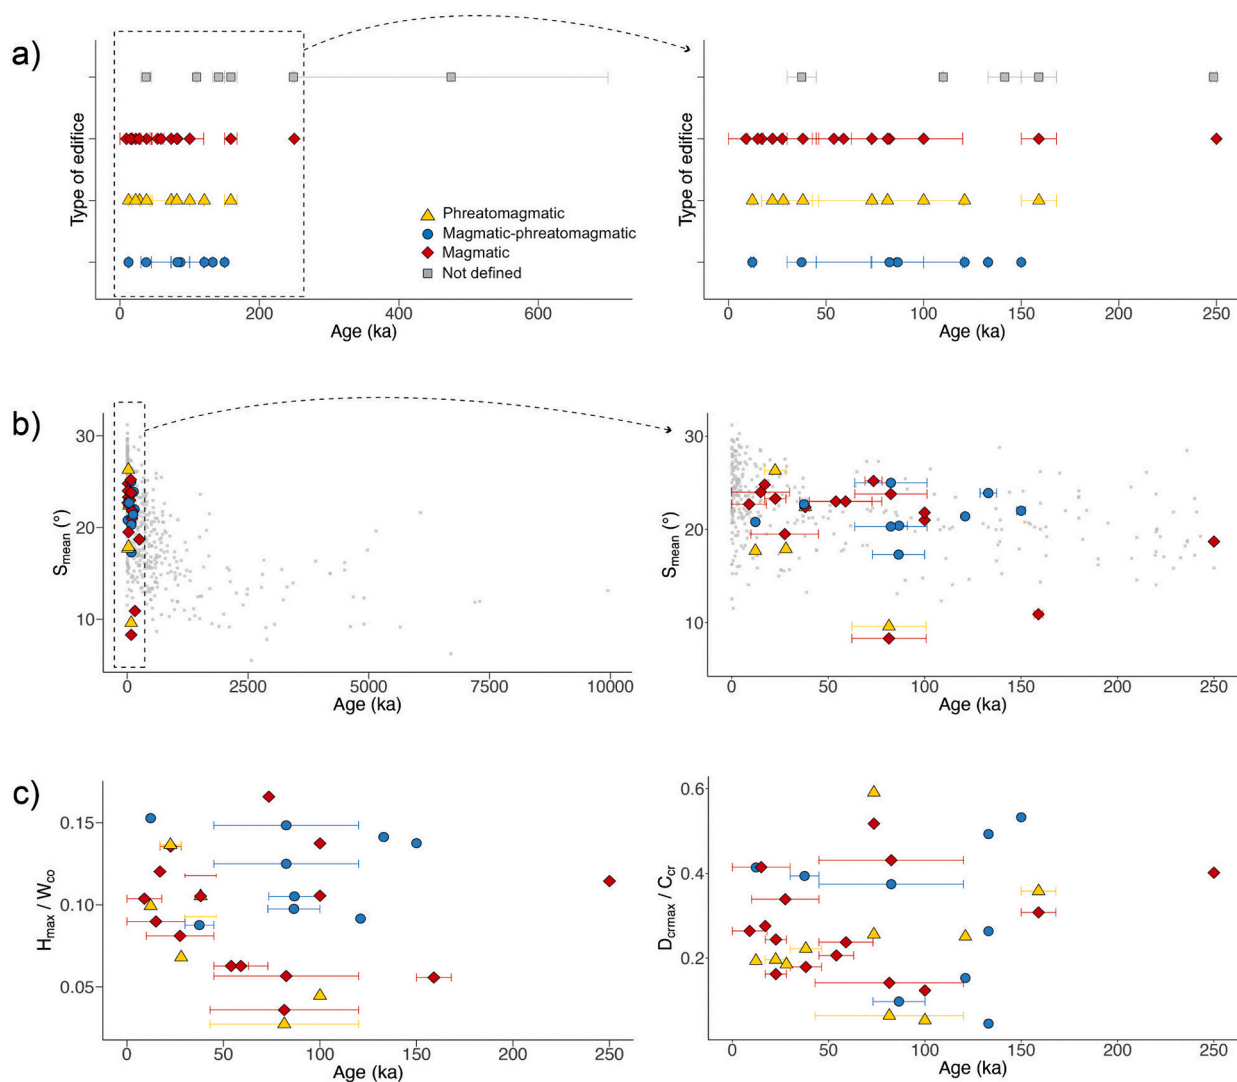 a)
Type of edifice
Phreatomagmatic
Magmatic-phreatomagmatic
Magmatic
Not defined
0 200 400 600
Age (ka)
Type of edifice
0 50 100 150 200 250
Age (ka)
b)
30
20
10
Smean (°)
0 2500 5000 7500 10000
Age (ka)
30
20
10
Smean (°)
0 50 100 150 200 250
Age (ka)
c)
0.15
0.10
0.05
Hmax / Wco
0 50 100 150 200 250
Age (ka)
0.6
0.4
0.2
Dcrmax / Ccr
0 50 100 150 200 250
Age (ka)